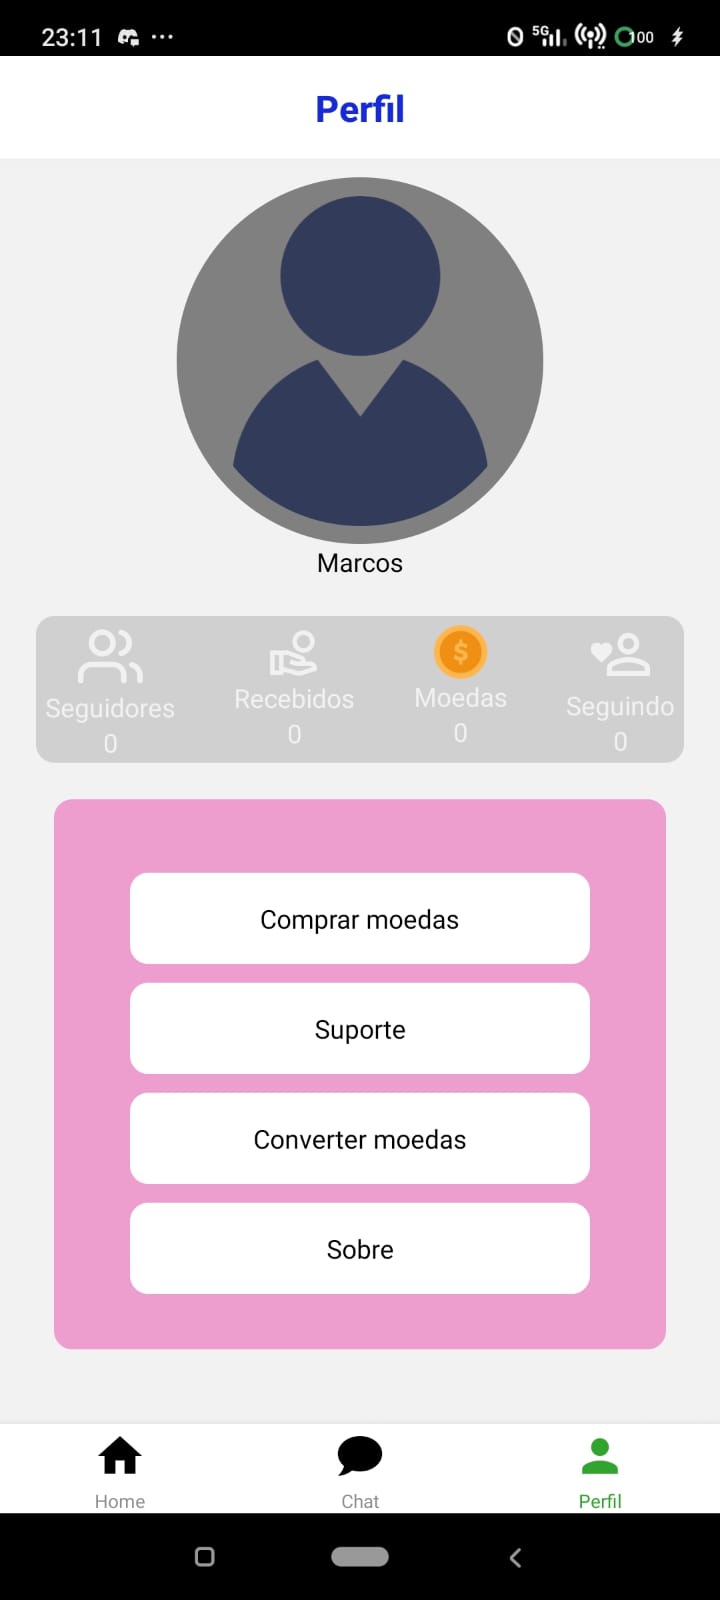 23:11
5G
100
Perfil
Marcos
Seguidores
0
Recebidos
0
$
Moedas
0
Seguindo
0
Comprar moedas
Suporte
Converter moedas
Sobre
Home
Chat
Perfil